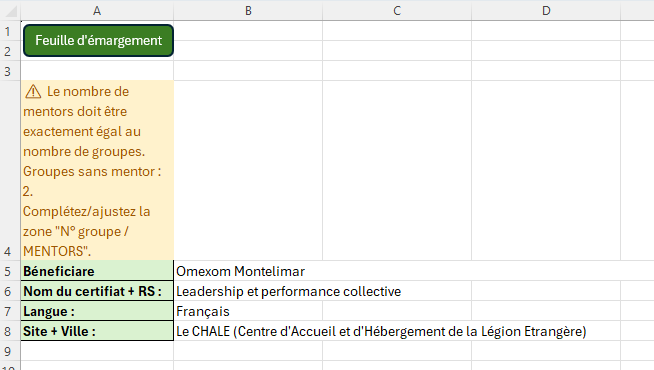 A B C D
1 Feuille d'émargement
2
3
⚠ Le nombre de
mentors doit être
exactement égal au
nombre de groupes.
Groupes sans mentor :
2.
Complétez/ajustez la
zone "N° groupe /
4 MENTORS".
5 Béneficiare Omexom Montelimar
6 Nom du certifiat + RS : Leadership et performance collective
7 Langue : Français
8 Site + Ville : Le CHALE (Centre d'Accueil et d'Hébergement de la Légion Etrangère)
9